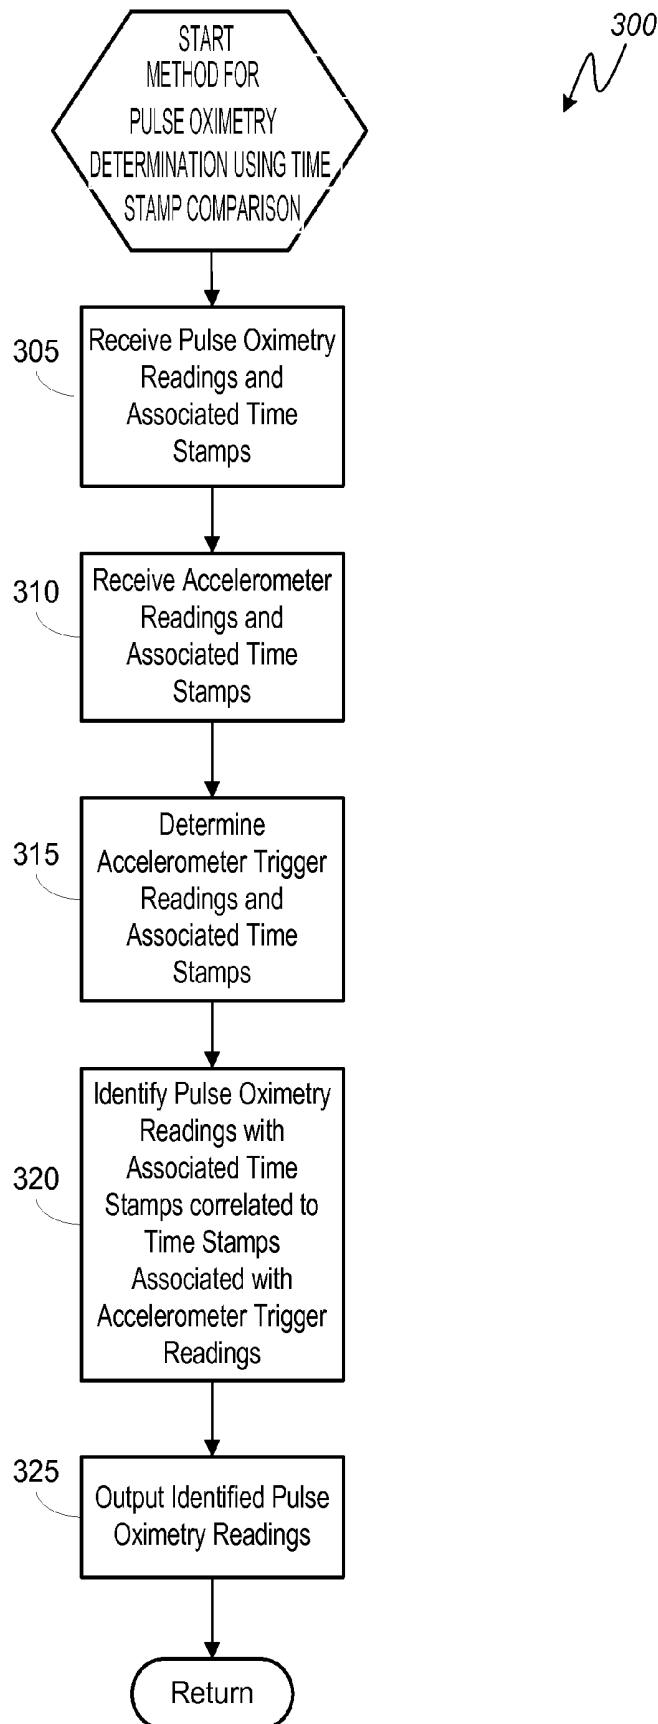 300
START
METHOD FOR
PULSE OXIMETRY
DETERMINATION USING TIME
STAMP COMPARISON
305
Receive Pulse Oximetry
Readings and
Associated Time
Stamps
310
Receive Accelerometer
Readings and
Associated Time
Stamps
315
Determine
Accelerometer Trigger
Readings and
Associated Time
Stamps
320
Identify Pulse Oximetry
Readings with
Associated Time
Stamps correlated to
Time Stamps
Associated with
Accelerometer Trigger
Readings
325
Output Identified Pulse
Oximetry Readings
Return